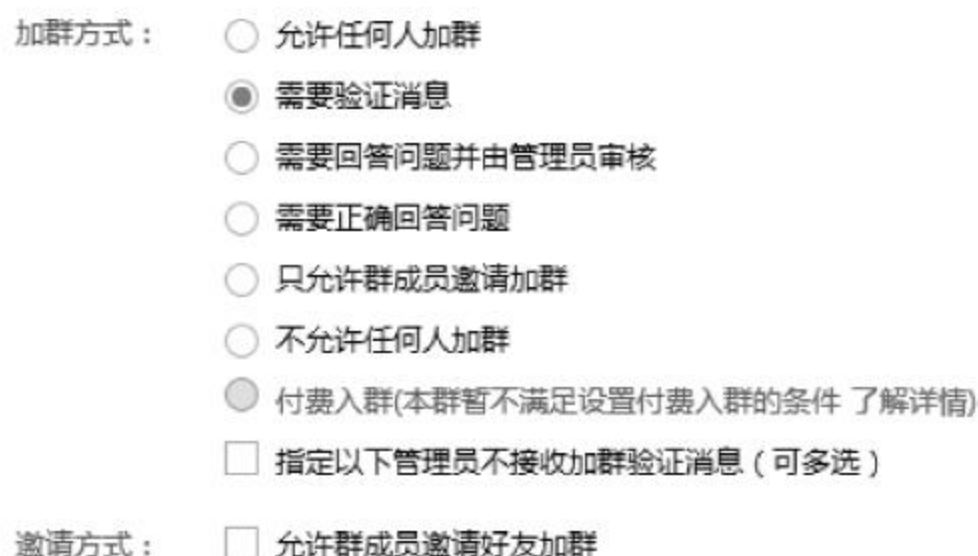 加群方式： 允许任何人加群
需要验证消息
需要回答问题并由管理员审核
需要正确回答问题
只允许群成员邀请加群
不允许任何人加群
付费入群(本群暂不满足设置付费入群的条件 了解详情)
指定以下管理员不接收加群验证消息（可多选）
邀请方式： 允许群成员邀请好友加群